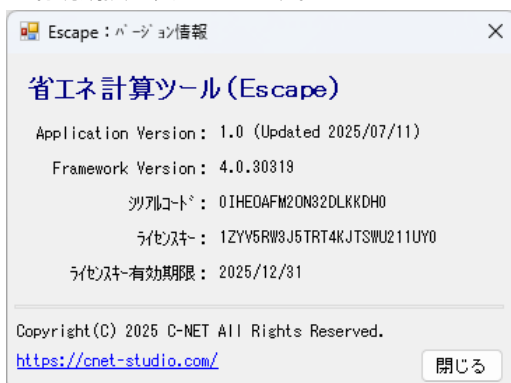 Escape：ﾊﾞｰｼﾞｮﾝ情報
省エネ計算ツール(Escape)
Application Version： 1.0 (Updated 2025/07/11)
Framework Version： 4.0.30319
ｼﾘｱﾙｺｰﾄﾞ： 0IHEOAFM2ON32DLKKDH0
ﾗｲｾﾝｽｷｰ： 1ZYV5RW3J5TRT4KJTSWU211UY0
ﾗｲｾﾝｽｷｰ有効期限： 2025/12/31
Copyright(C) 2025 C-NET All Rights Reserved.
https://cnet-studio.com/
閉じる